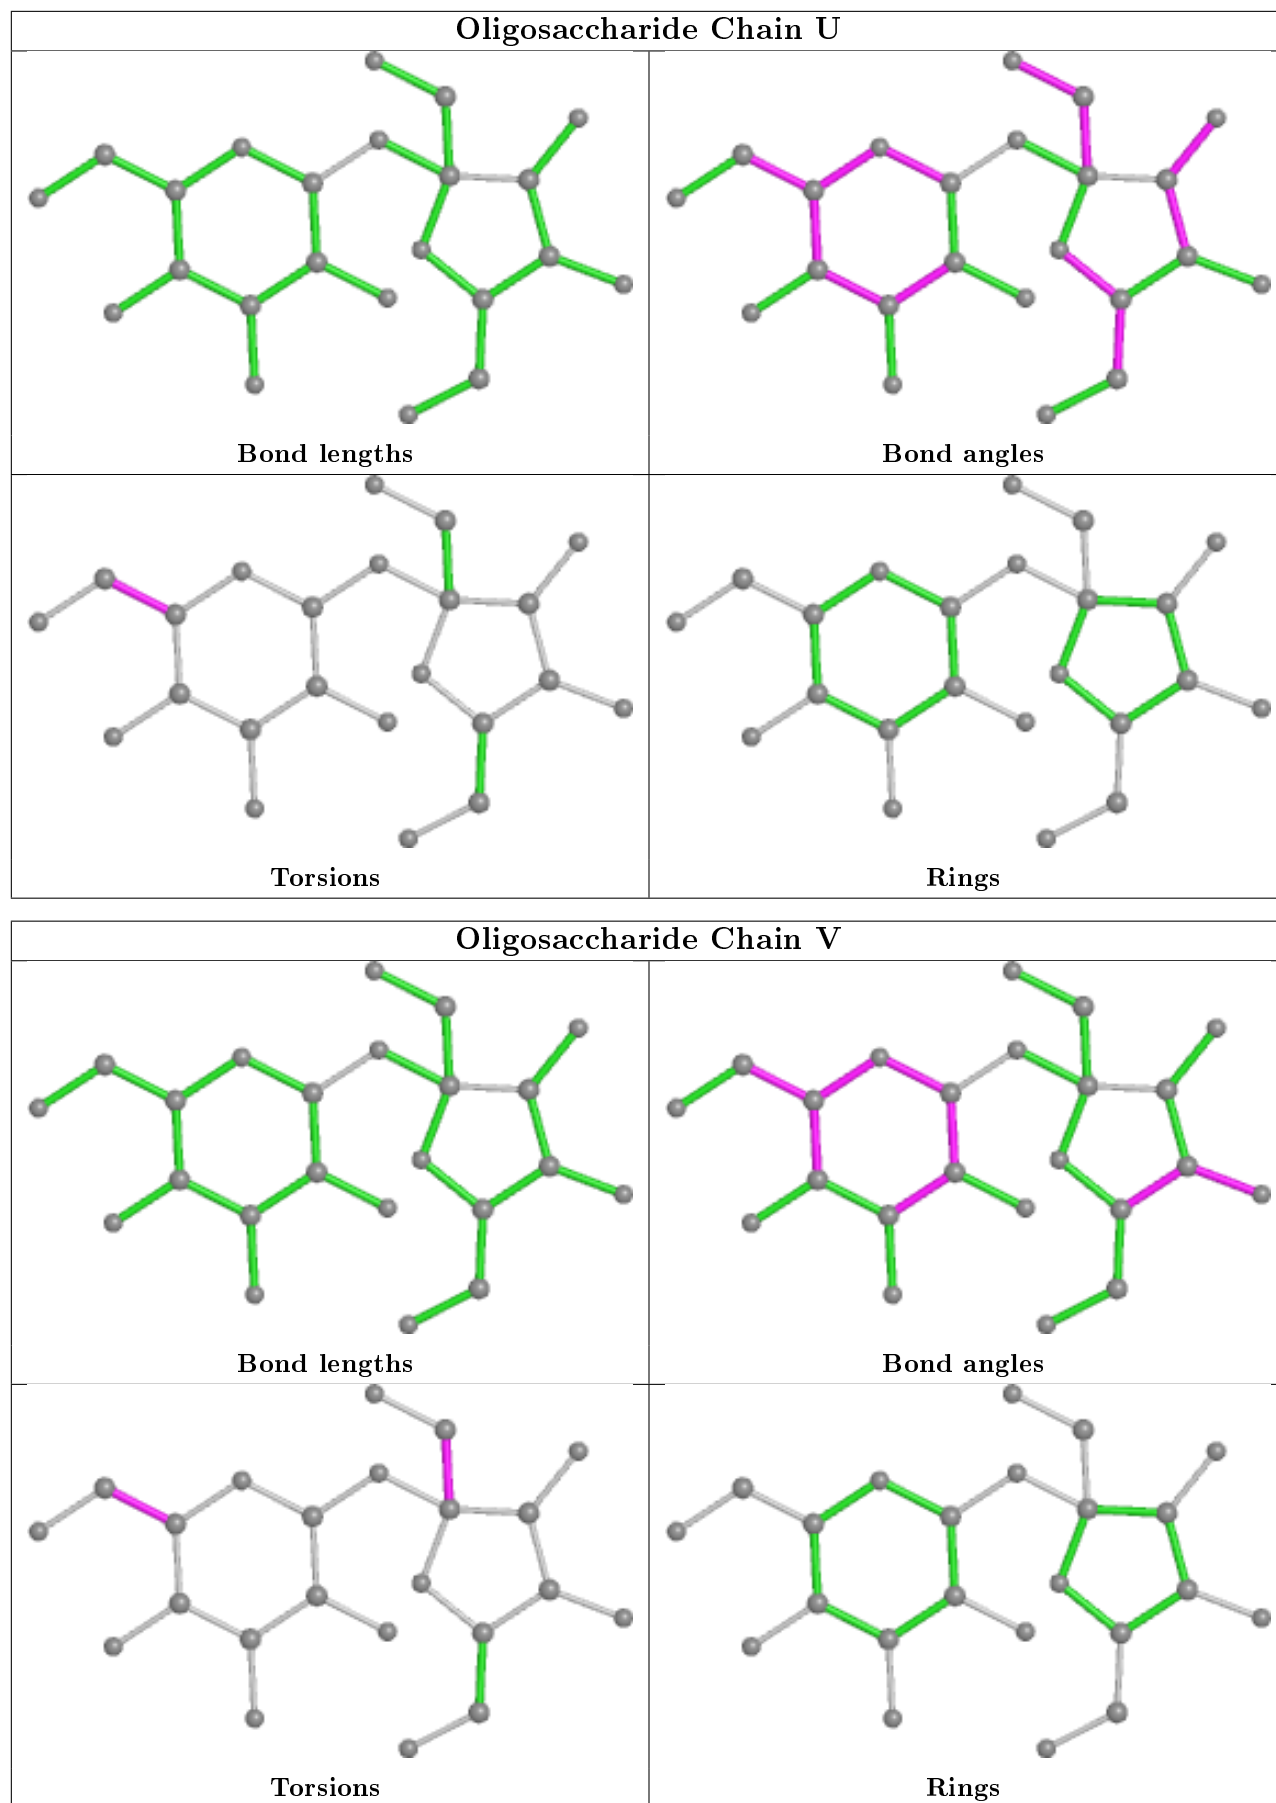 Oligosaccharide Chain U
Bond lengths
Bond angles
Torsions
Rings
Oligosaccharide Chain V
Bond lengths
Bond angles
Torsions
Rings